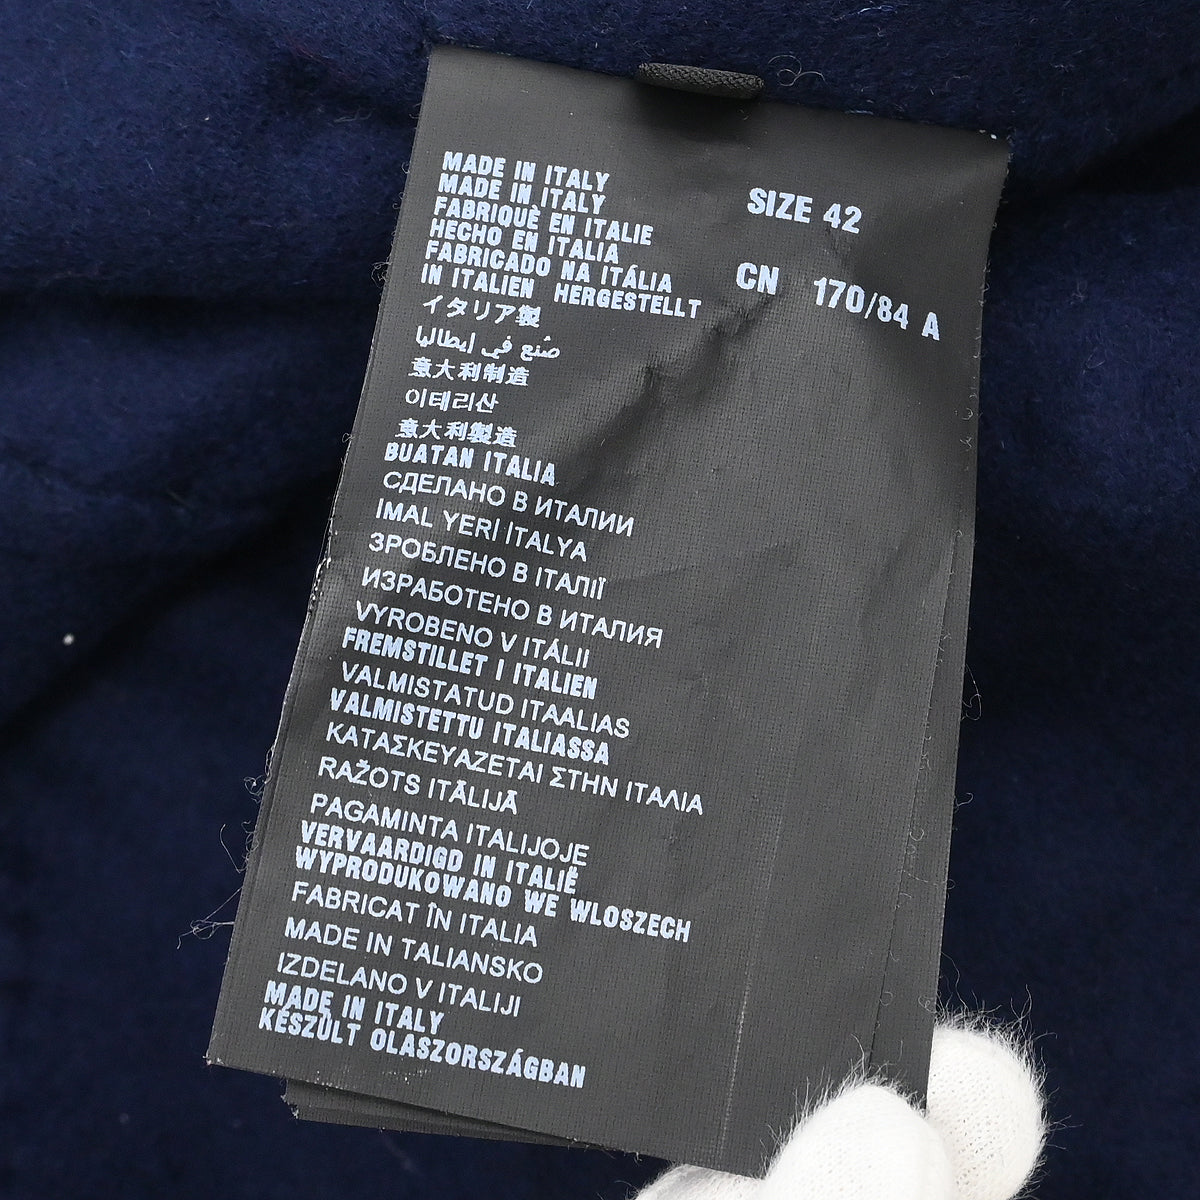 MADE IN ITALY
MADE IN ITALY
FABRIQUÈ EN ITALIE
HECHO EN ITALIA
FABRICADO NA ITÁLIA
IN ITALIEN HERGESTELLT
イタリア製
صُنع في إيطاليا
意大利制造
이태리산
意大利製造
BUATAN ITALIA
СДЕЛАНО В ИТАЛИИ
IMAL YERİ İTALYA
ЗРОБЛЕНО В ІТАЛІЇ
ИЗРАБОТЕНО В ИТАЛИЯ
VYROBENO V ITÁLII
FREMSTILLET I ITALIEN
VALMISTATUD ITAALIAS
VALMISTETTU ITALIASSA
ΚΑΤΑΣΚΕΥΑΖΕΤΑΙ ΣΤΗΝ ΙΤΑΛΙΑ
RAŽOTS ITĀLIJĀ
PAGAMINTA ITALIJOJE
VERVAARDIGD IN ITALIË
WYPRODUKOWANO WE WLOSZECH
FABRICAT ÎN ITALIA
MADE IN TALIANSKO
IZDELANO V ITALIJI
MADE IN ITALY
KÉSZÜLT OLASZORSZÁGBAN
SIZE 42
CN 170/84 A